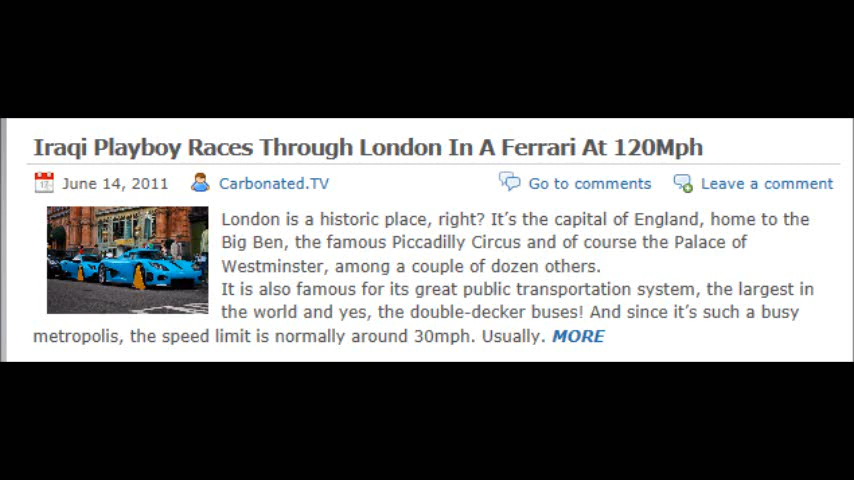 Iraqi Playboy Races Through London In A Ferrari At 120Mph
June 14, 2011 Carbonated.TV Go to comments Leave a comment
London is a historic place, right? It's the capital of England, home to the
Big Ben, the famous Piccadilly Circus and of course the Palace of
Westminster, among a couple of dozen others.
It is also famous for its great public transportation system, the largest in
the world and yes, the double-decker buses! And since it's such a busy
metropolis, the speed limit is normally around 30mph. Usually. MORE